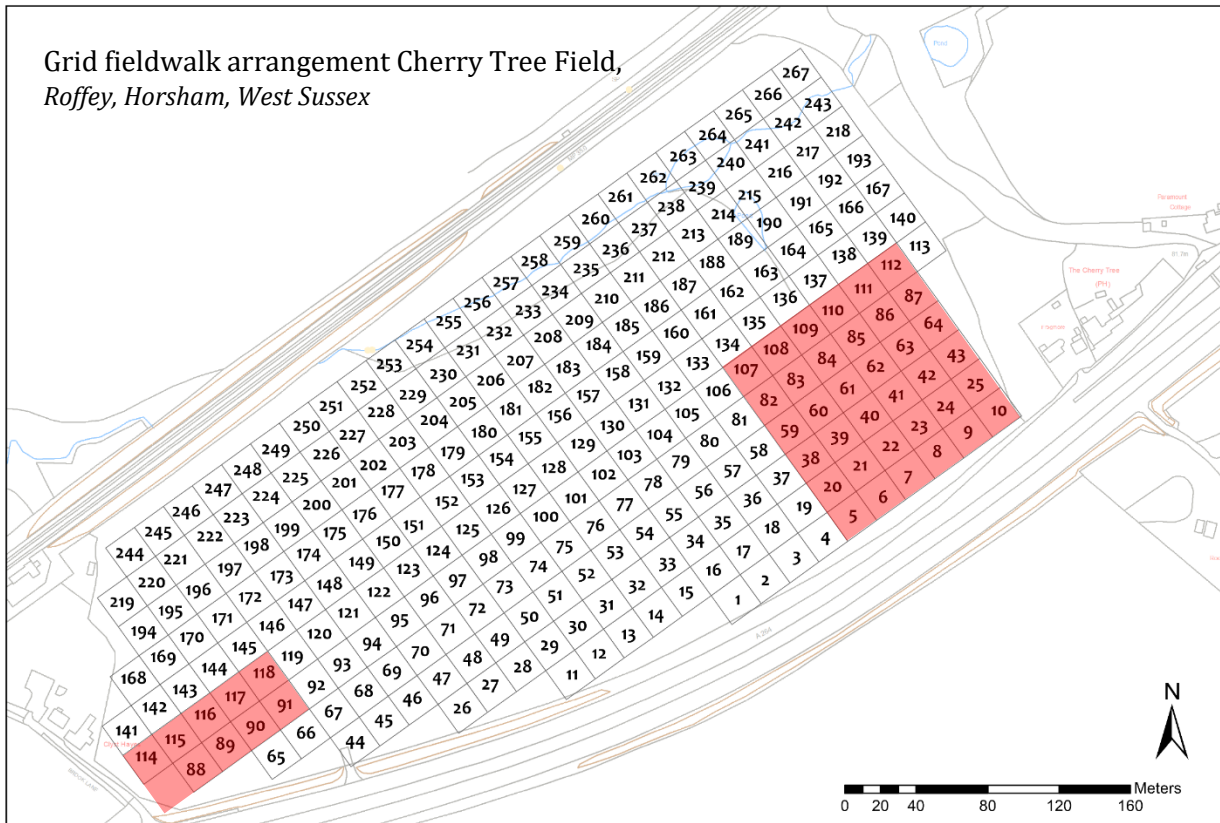 Grid fieldwalk arrangement Cherry Tree Field,
Roffey, Horsham, West Sussex
Pond
Cottage
The Cherry Tree
(PH)
244 245 246 247 248 249 250 251 252 253 254 255 256 257 258 259 260 261 262 263 264 265 266 267
219 220 221 222 223 224 225 226 227 228 229 230 231 232 233 234 235 236 237 238 239 240 241 242 243
194 195 196 197 198 199 200 201 202 203 204 205 206 207 208 209 210 211 212 213 214 215 216 217 218
168 169 170 171 172 173 174 175 176 177 178 179 180 181 182 183 184 185 186 187 188 189 190 191 192 193
141 142 143 144 145 146 147 148 149 150 151 152 153 154 155 156 157 158 159 160 161 162 163 164 165 166 167
114 115 116 117 118 119 120 121 122 123 124 125 126 127 128 129 130 131 132 133 134 135 136 137 138 139 140
88 89 90 91 92 93 94 95 96 97 98 99 100 101 102 103 104 105 106 107 108 109 110 111 112 113
65 66 67 68 69 70 71 72 73 74 75 76 77 78 79 80 81 82 83 84 85 86 87
44 45 46 47 48 49 50 51 52 53 54 55 56 57 58 59 60 61 62 63 64
26 27 28 29 30 31 32 33 34 35 36 37 38 39 40 41 42 43
11 12 13 14 15 16 17 18 19 20 21 22 23 24 25
1 2 3 4 5 6 7 8 9 10
A 264
N
Meters
0 20 40 80 120 160